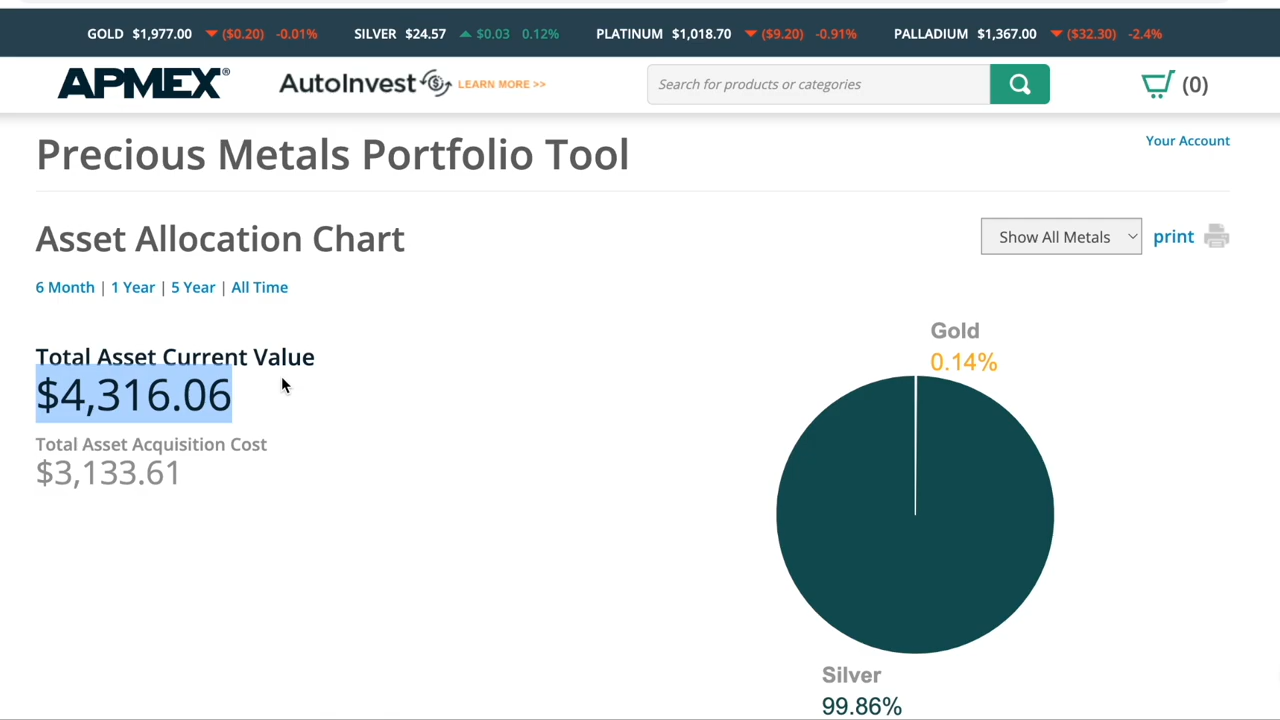 GOLD $1,977.00 ▼ ($0.20) -0.01% SILVER $24.57 ▲ $0.03 0.12% PLATINUM $1,018.70 ▼ ($9.20) -0.91% PALLADIUM $1,367.00 ▼ ($32.30) -2.4%
APMEX® AutoInvest $ LEARN MORE >> Search for products or categories (0)
Precious Metals Portfolio Tool
Your Account
Asset Allocation Chart
Show All Metals print
6 Month | 1 Year | 5 Year | All Time
Total Asset Current Value
$4,316.06
Total Asset Acquisition Cost
$3,133.61
Gold
0.14%
Silver
99.86%